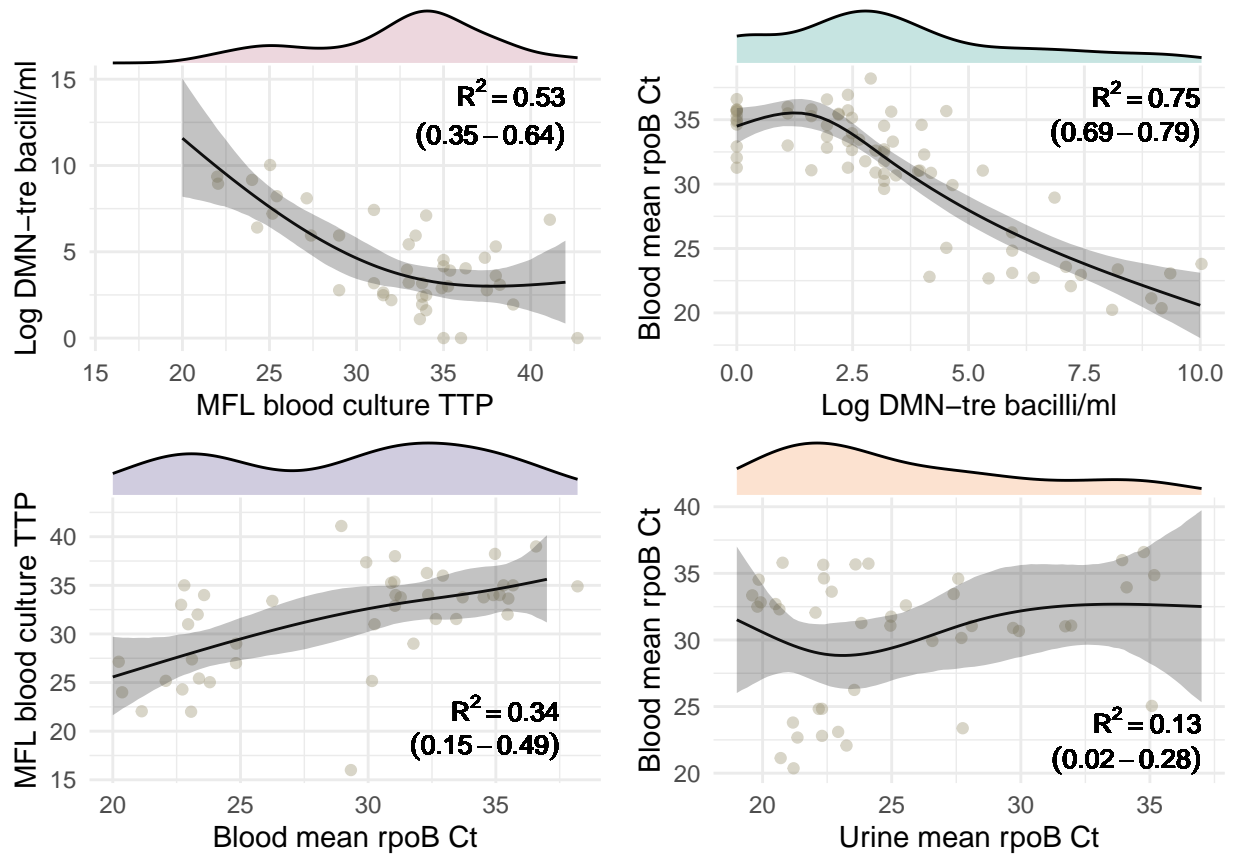 Log DMN−tre bacilli/ml
15
10
5
0
R² = 0.53
(0.35 – 0.64)
15 20 25 30 35 40
MFL blood culture TTP
Blood mean rpoB Ct
35
30
25
20
R² = 0.75
(0.69 – 0.79)
0.0 2.5 5.0 7.5 10.0
Log DMN−tre bacilli/ml
MFL blood culture TTP
40
35
30
25
20
15
R² = 0.34
(0.15 – 0.49)
20 25 30 35
Blood mean rpoB Ct
Blood mean rpoB Ct
40
35
30
25
20
R² = 0.13
(0.02 – 0.28)
20 25 30 35
Urine mean rpoB Ct